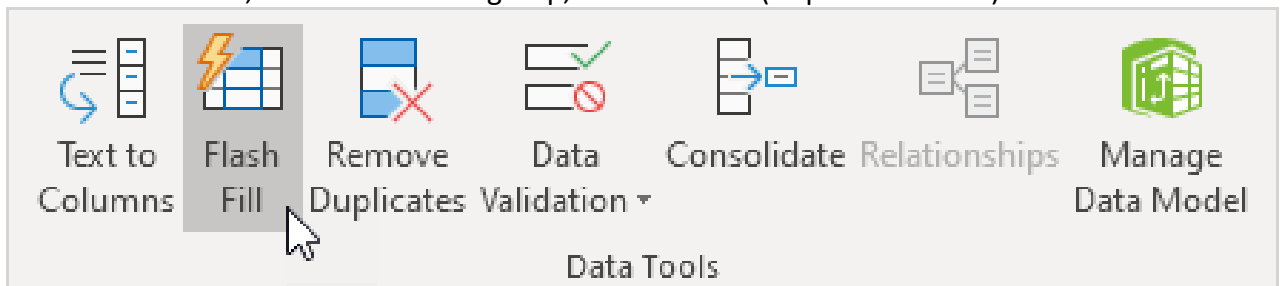 Text to Columns
Flash Fill
Remove Duplicates
Data Validation
Consolidate
Relationships
Manage Data Model
Data Tools